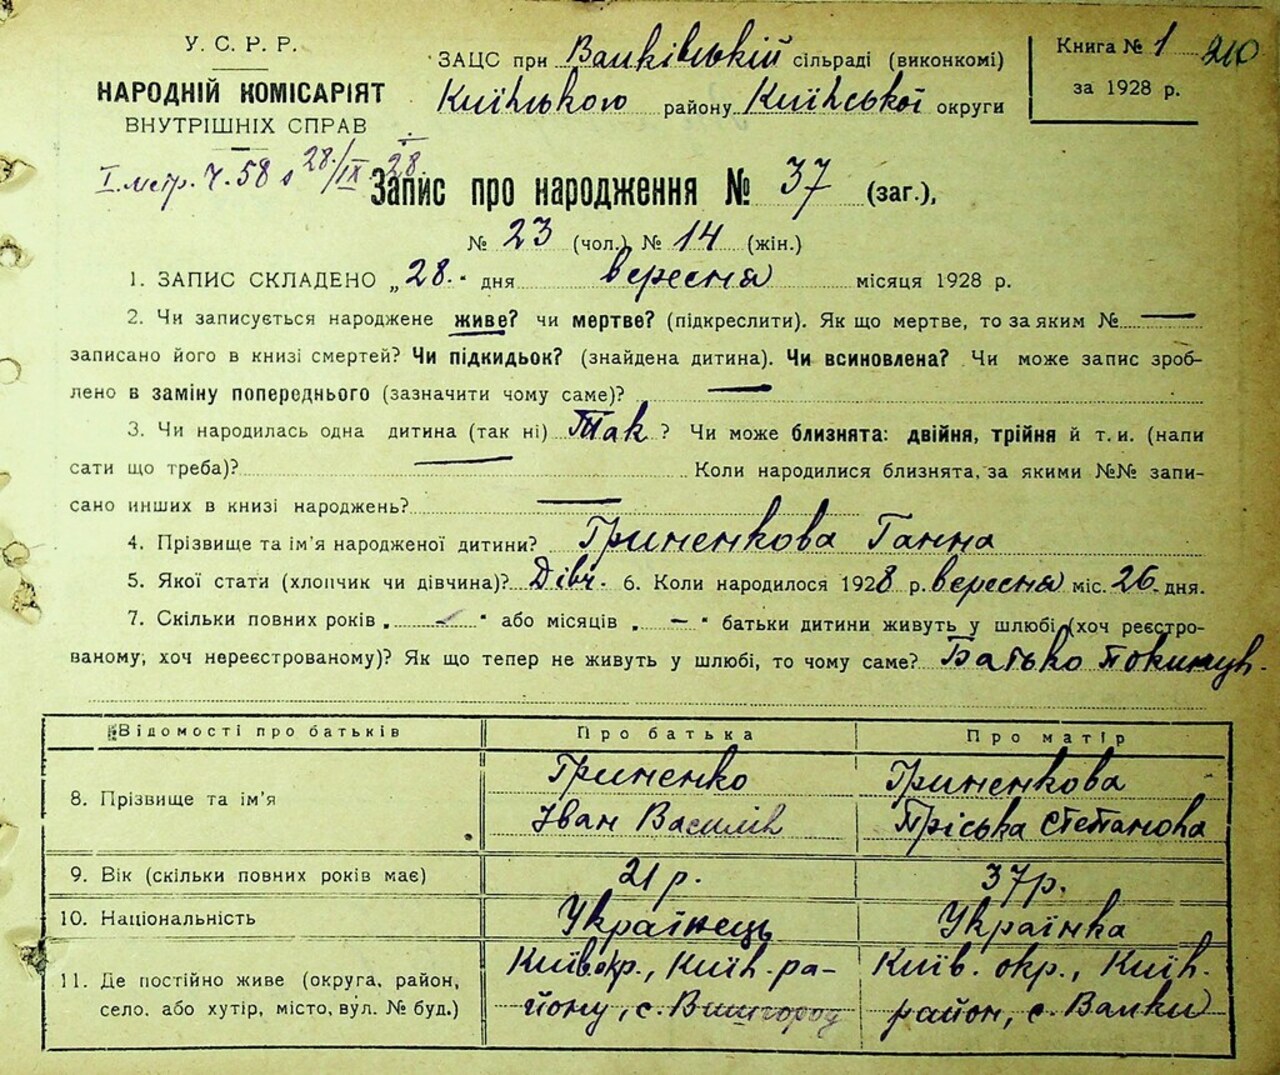 У. С. Р. Р.
НАРОДНІЙ КОМІСАРІЯТ
ВНУТРІШНІХ СПРАВ
ЗАЦС при Валківській сільраді (виконкомі)
Київського району Київської округи
Книга № 1 210
за 1928 р.
І. метр. Ч. 58 з 28/IX 28.
Запис про народження № 37 (заг.),
№ 23 (чол.) № 14 (жін.)
1. ЗАПИС СКЛАДЕНО „28.“ дня вересня місяця 1928 р.
2. Чи записується народжене живе? чи мертве? (підкреслити). Як що мертве, то за яким № —
записано його в книзі смертей? Чи підкидьок? (знайдена дитина). Чи всиновлена? Чи може запис зроб-
лено в заміну попереднього (зазначити чому саме)? —
3. Чи народилась одна дитина (так ні) Так ? Чи може близнята: двійня, трійня й т. и. (напи
сати що треба)? — Коли народилися близнята, за якими №№ запи-
сано инших в книзі народжень? —
4. Прізвище та ім'я народженої дитини? Гриненкова Ганна
5. Якої стати (хлопчик чи дівчина)? Дівч. 6. Коли народилося 1928 р. вересня міс. 26. дня.
7. Скільки повних років „ — “ або місяців „ — “ батьки дитини живуть у шлюбі (хоч реєстро-
ваному, хоч нереєстрованому)? Як що тепер не живуть у шлюбі, то чому саме? Батько покинув.
Відомості про батьків Про батька Про матір
8. Прізвище та ім'я Гриненко Іван Василів Гриненкова Пріська Степанова
9. Вік (скільки повних років має) 21 р. 37 р.
10. Національність Українець Українка
11. Де постійно живе (округа, район, Київ окр., Київ. ра- Київ. окр., Київ.
село. або хутір, місто, вул. № буд.) йону, с. Вишгород район, с. Валки